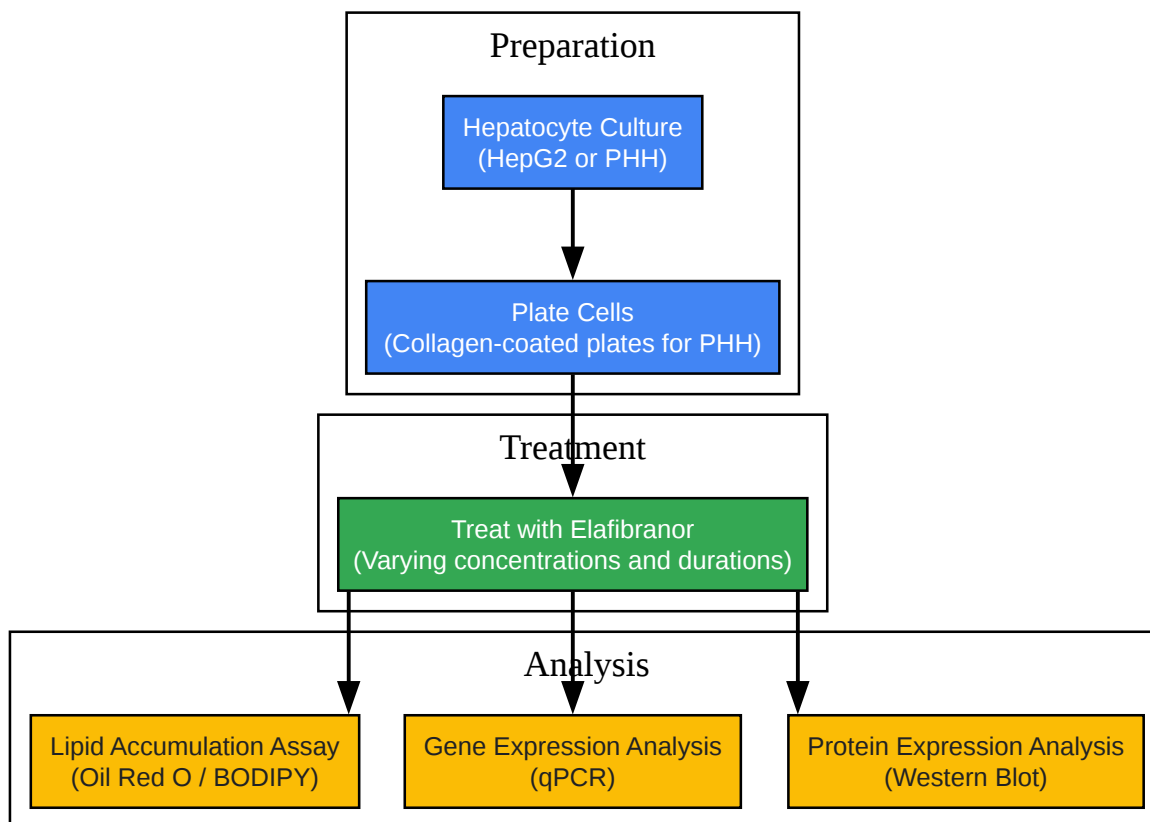 Preparation
Hepatocyte Culture
(HepG2 or PHH)
Plate Cells
(Collagen-coated plates for PHH)
Treatment
Treat with Elafibranor
(Varying concentrations and durations)
Analysis
Lipid Accumulation Assay
(Oil Red O / BODIPY)
Gene Expression Analysis
(qPCR)
Protein Expression Analysis
(Western Blot)